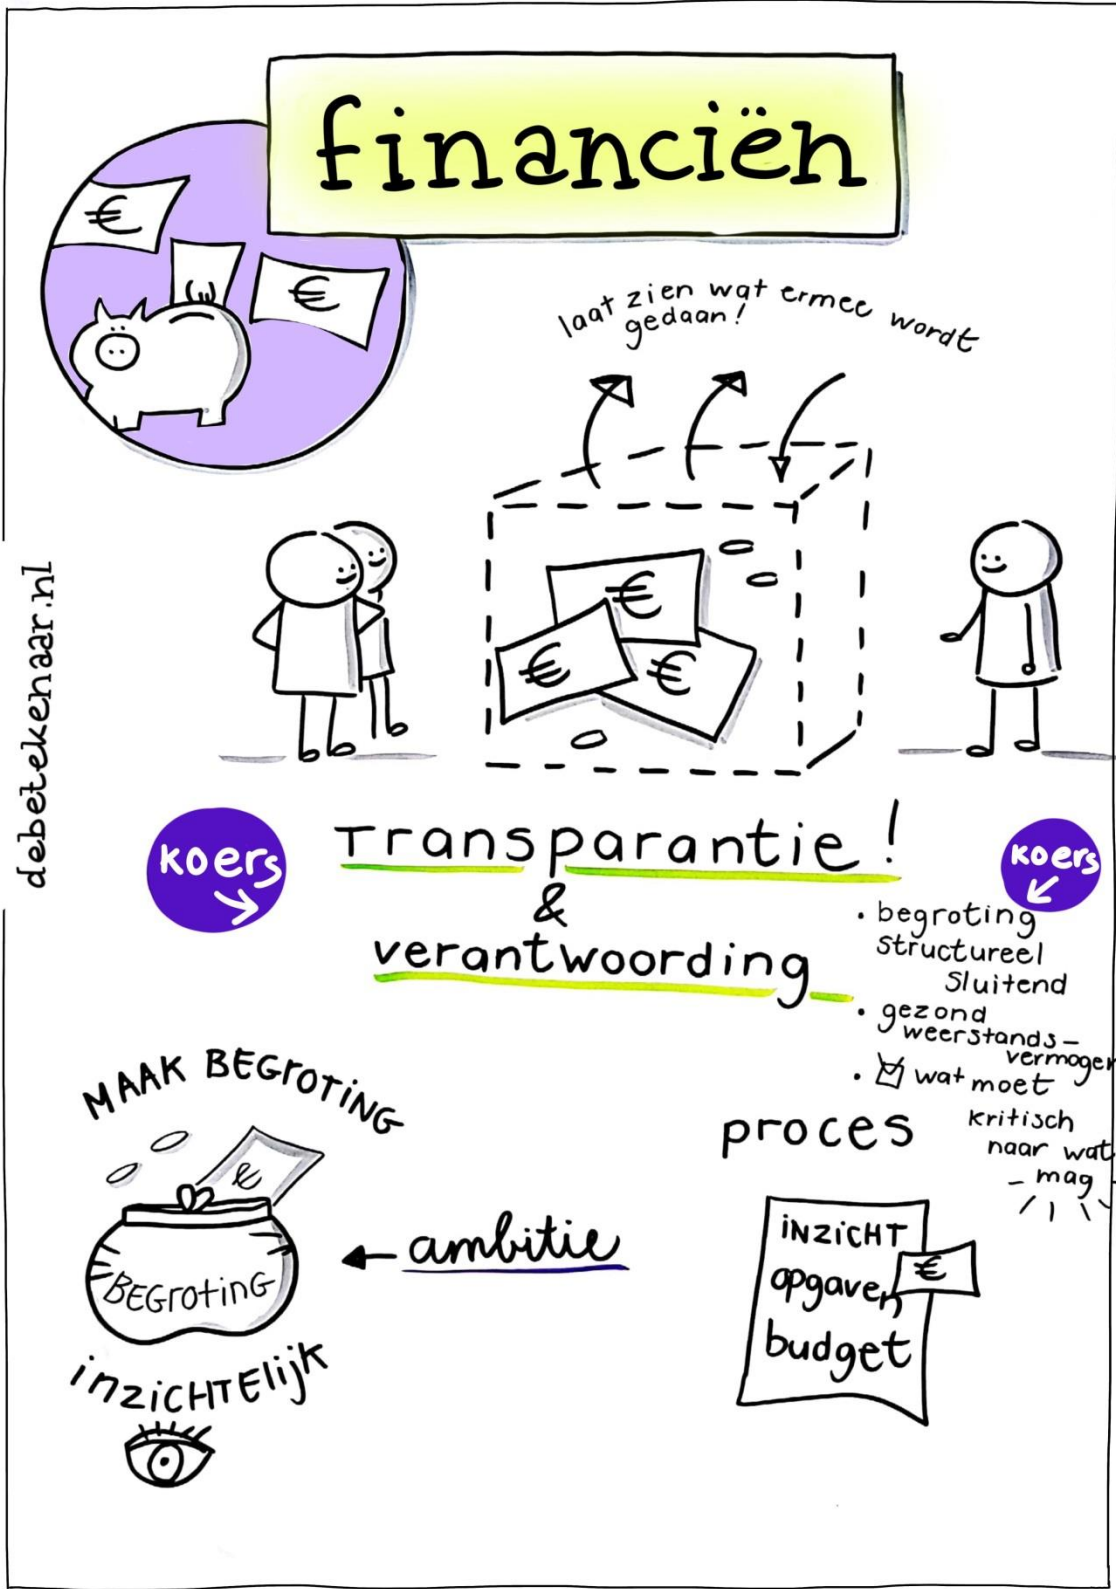 financiën
€
€
€
laat zien wat ermee wordt
gedaan!
€
€
€
debetekenaar.nl
koers
Transparantie!
&
verantwoording
koers
• begroting
structureel
sluitend
• gezond
weerstands-
vermogen
• wat moet
kritisch
naar wat
- mag -
MAAK BEGroTiNG
€
BEGrotinG
inziCHTElijk
← ambitie
proces
iNZiCHT
opgaven
€
budget